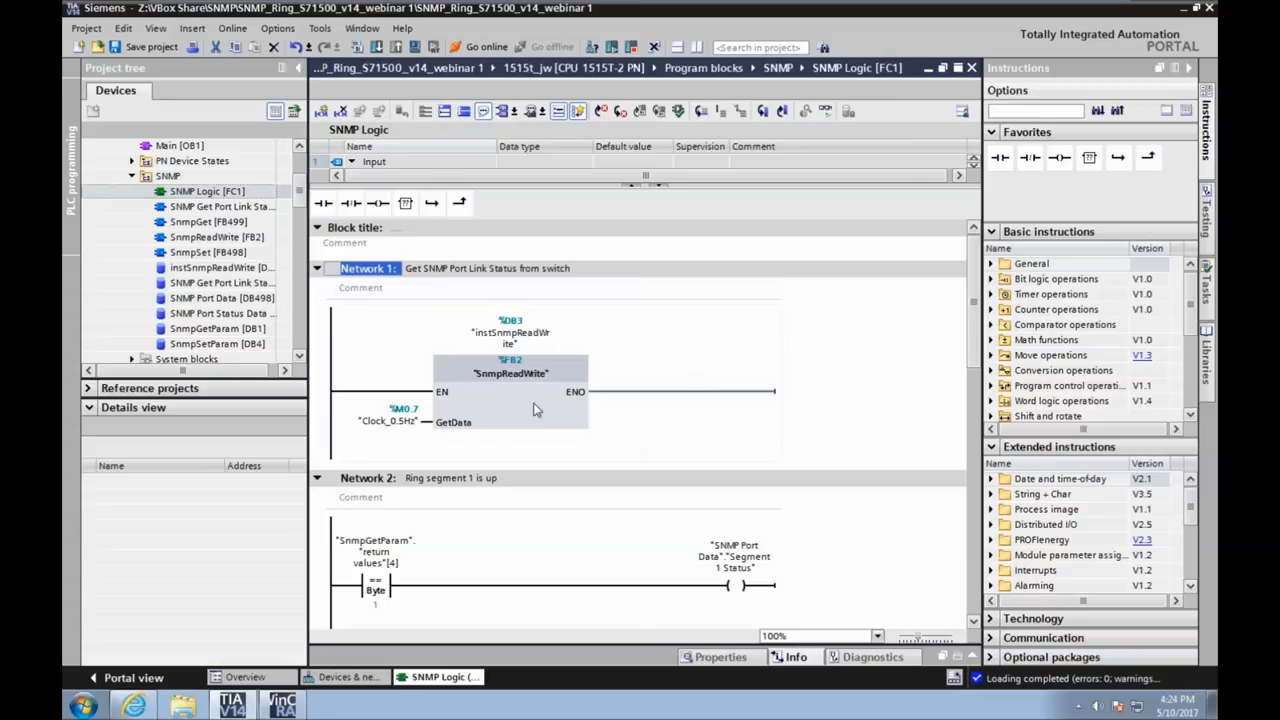 TIA V14 Siemens - Z:\VBox Share\SNMP\SNMP_Ring_S71500_v14_webinar 1\SNMP_Ring_S71500_v14_webinar 1
Project Edit View Insert Online Options Tools Window Help
Totally Integrated Automation
PORTAL
Save project Go online Go offline <Search in project>
Project tree
Devices
Main [OB1]
PN Device States
SNMP
SNMP Logic [FC1]
SNMP Get Port Link Sta...
SnmpGet [FB499]
SnmpReadWrite [FB2]
SnmpSet [FB498]
instSnmpReadWrite [D...
SNMP Get Port Link Sta...
SNMP Port Data [DB498]
SNMP Port Status Data ...
SnmpGetParam [DB1]
SnmpSetParam [DB4]
System blocks
Reference projects
Details view
Name Address
PLC programming
...P_Ring_S71500_v14_webinar 1 1515t_jw [CPU 1515T-2 PN] Program blocks SNMP SNMP Logic [FC1]
SNMP Logic
Name Data type Default value Supervision Comment
1 Input
Block title: .....
Comment
Network 1: Get SNMP Port Link Status from switch
Comment
%DB3
"instSnmpReadWr
ite"
%FB2
"SnmpReadWrite"
EN ENO
%M0.7
"Clock_0.5Hz" GetData
Network 2: Ring segment 1 is up
Comment
"SnmpGetParam".
"return
values"[4]
==
Byte
1
"SNMP Port
Data"."Segment
1 Status"
( )
100%
Properties Info Diagnostics
Instructions
Options
Favorites
Basic instructions
Name Version
General
Bit logic operations V1.0
Timer operations V1.0
Counter operations V1.0
Comparator operations
Math functions
Move operations V1.3
Conversion operations
Program control operati... V1.1
Word logic operations V1.4
Shift and rotate
Extended instructions
Name Version
Date and time-of-day V2.1
String + Char V3.5
Process image V1.1
Distributed I/O V2.5
PROFIenergy V2.3
Module parameter assig... V1.2
Interrupts V1.2
Alarming V1.2
Technology
Communication
Optional packages
Instructions
Testing
Tasks
Libraries
Portal view Overview Devices & ne... SNMP Logic (... Loading completed (errors: 0; warnings...
TIA V14 WinC RA
4:24 PM
5/10/2017